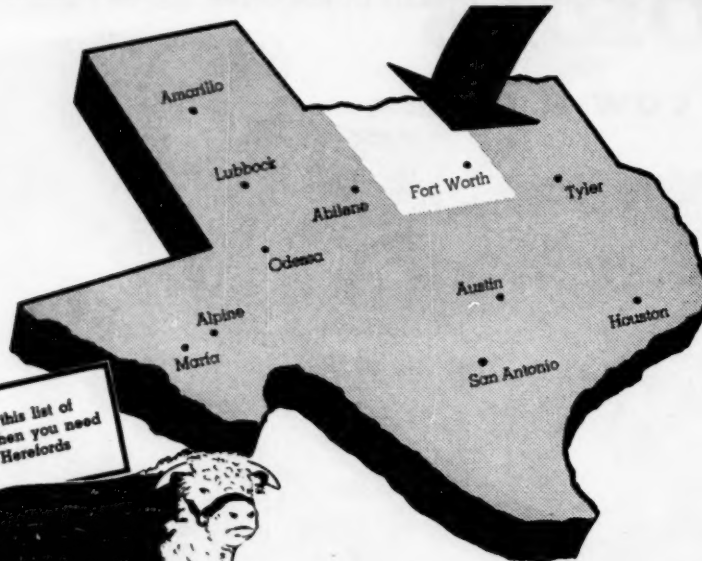 Amarillo
Lubbock
Abilene
Fort Worth
Tyler
Odessa
Austin
Houston
Alpine
Marfa
San Antonio
this list of
when you need
Herefords